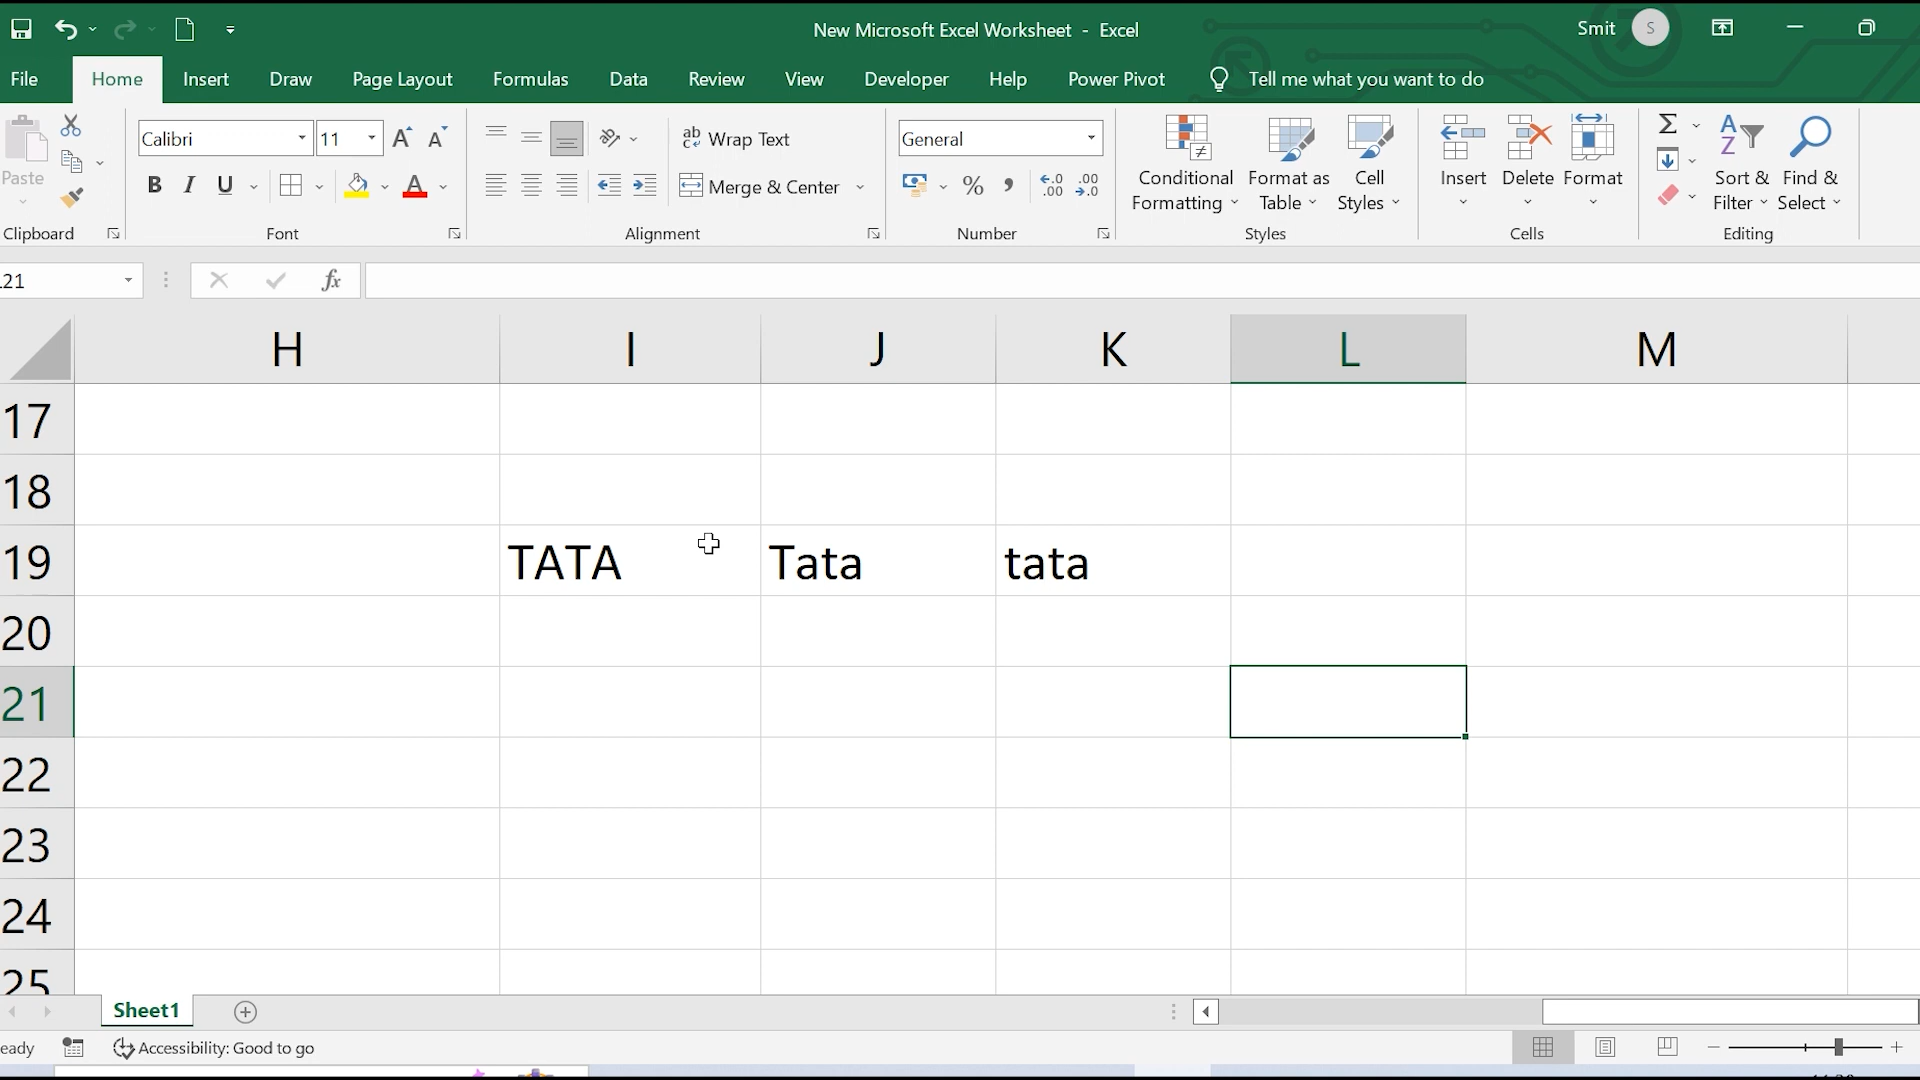 New Microsoft Excel Worksheet - Excel
Smit
S
File Home Insert Draw Page Layout Formulas Data Review View Developer Help Power Pivot Tell me what you want to do
Calibri 11 A A
ab Wrap Text
General
Paste
B I U A
Merge & Center
% ,
Conditional Formatting
Format as Table
Cell Styles
Insert Delete Format
Sort & Filter
Find & Select
Clipboard Font Alignment Number Styles Cells Editing
21
fx
H I J K L M
17
18
19 TATA Tata tata
20
21
22
23
24
25
Sheet1
eady Accessibility: Good to go